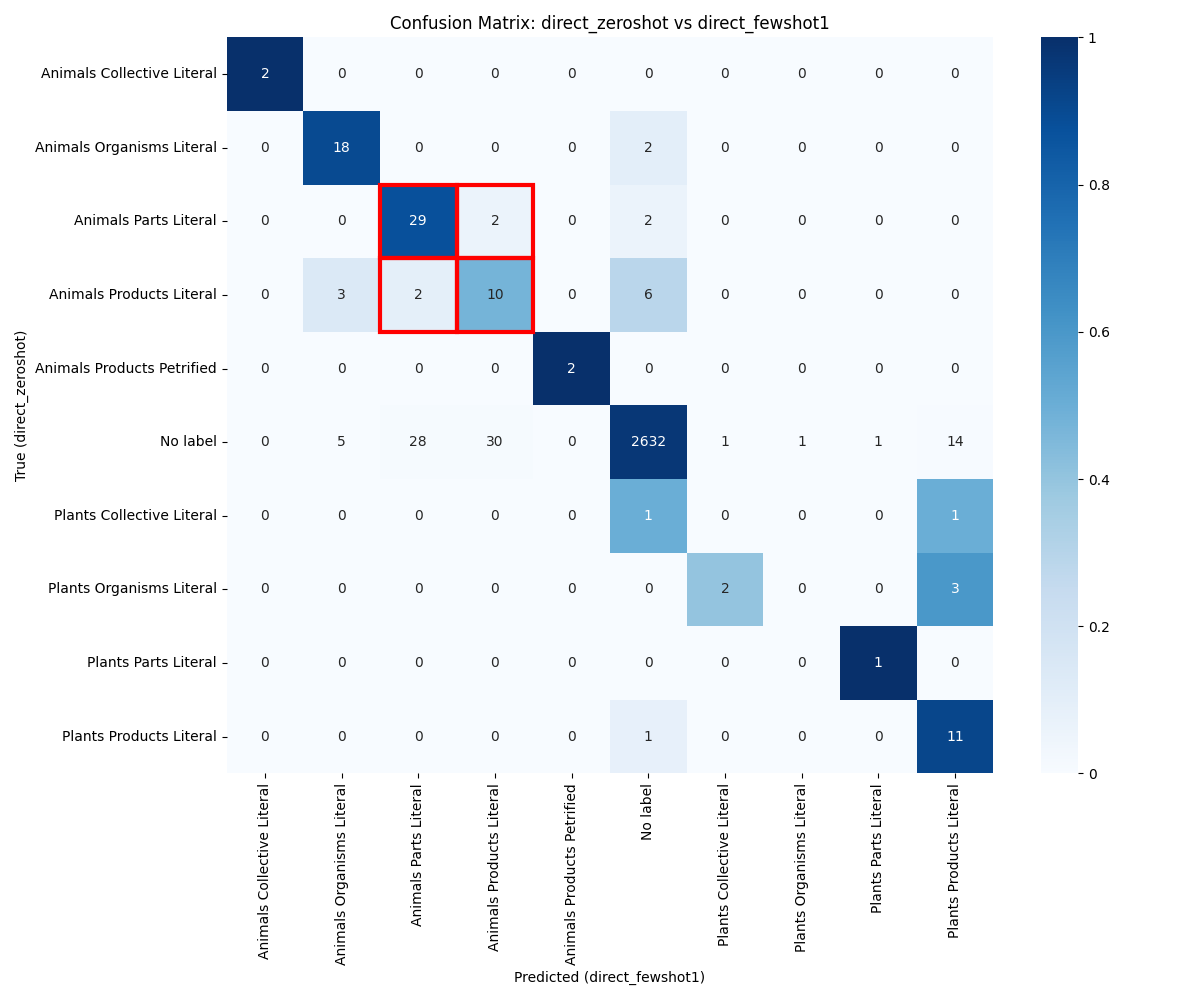 Confusion Matrix: direct_zeroshot vs direct_fewshot1
Animals Collective Literal 2 0 0 0 0 0 0 0 0 0
Animals Organisms Literal 0 18 0 0 0 2 0 0 0 0
Animals Parts Literal 0 0 29 2 0 2 0 0 0 0
Animals Products Literal 0 3 2 10 0 6 0 0 0 0
Animals Products Petrified 0 0 0 0 2 0 0 0 0 0
No label 0 5 28 30 0 2632 1 1 1 14
Plants Collective Literal 0 0 0 0 0 1 0 0 0 1
Plants Organisms Literal 0 0 0 0 0 0 2 0 0 3
Plants Parts Literal 0 0 0 0 0 0 0 0 1 0
Plants Products Literal 0 0 0 0 0 1 0 0 0 11
True (direct_zeroshot)
Animals Collective Literal
Animals Organisms Literal
Animals Parts Literal
Animals Products Literal
Animals Products Petrified
No label
Plants Collective Literal
Plants Organisms Literal
Plants Parts Literal
Plants Products Literal
Predicted (direct_fewshot1)
1
0.8
0.6
0.4
0.2
0